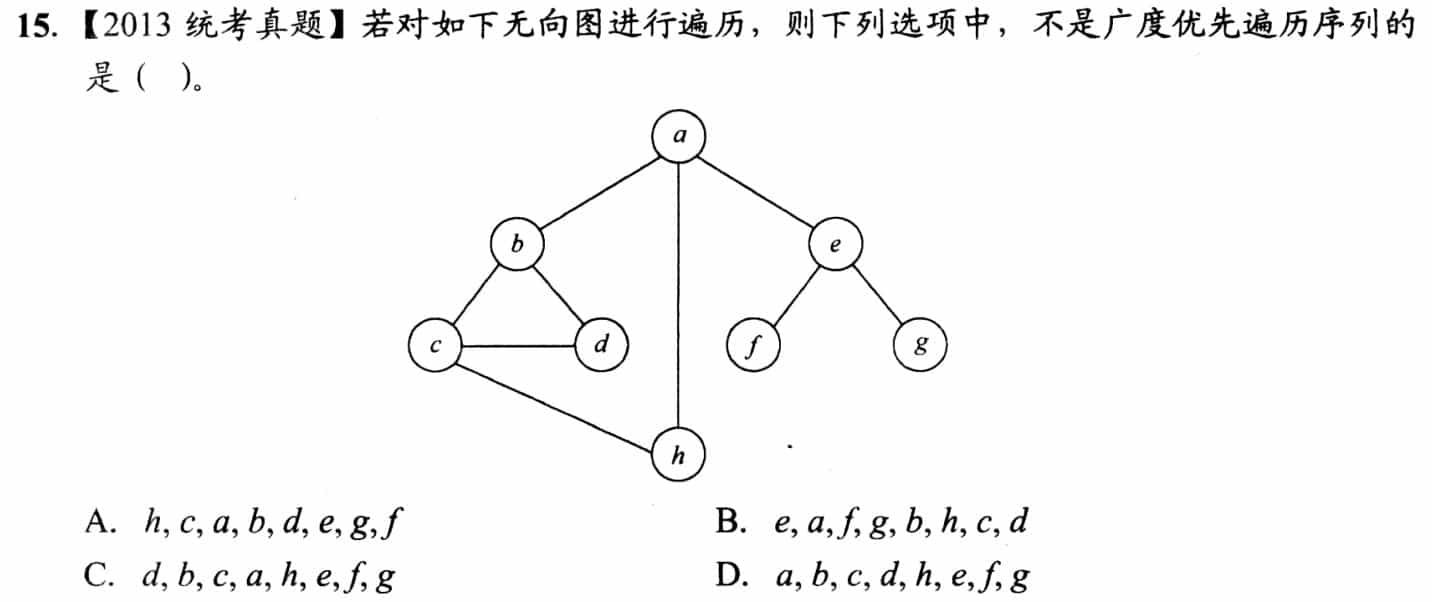 15. 【2013 统考真题】若对如下无向图进行遍历，则下列选项中，不是广度优先遍历序列的
是（ ）。
a
b
e
c
d
f
g
h
A. h, c, a, b, d, e, g, f
B. e, a, f, g, b, h, c, d
C. d, b, c, a, h, e, f, g
D. a, b, c, d, h, e, f, g